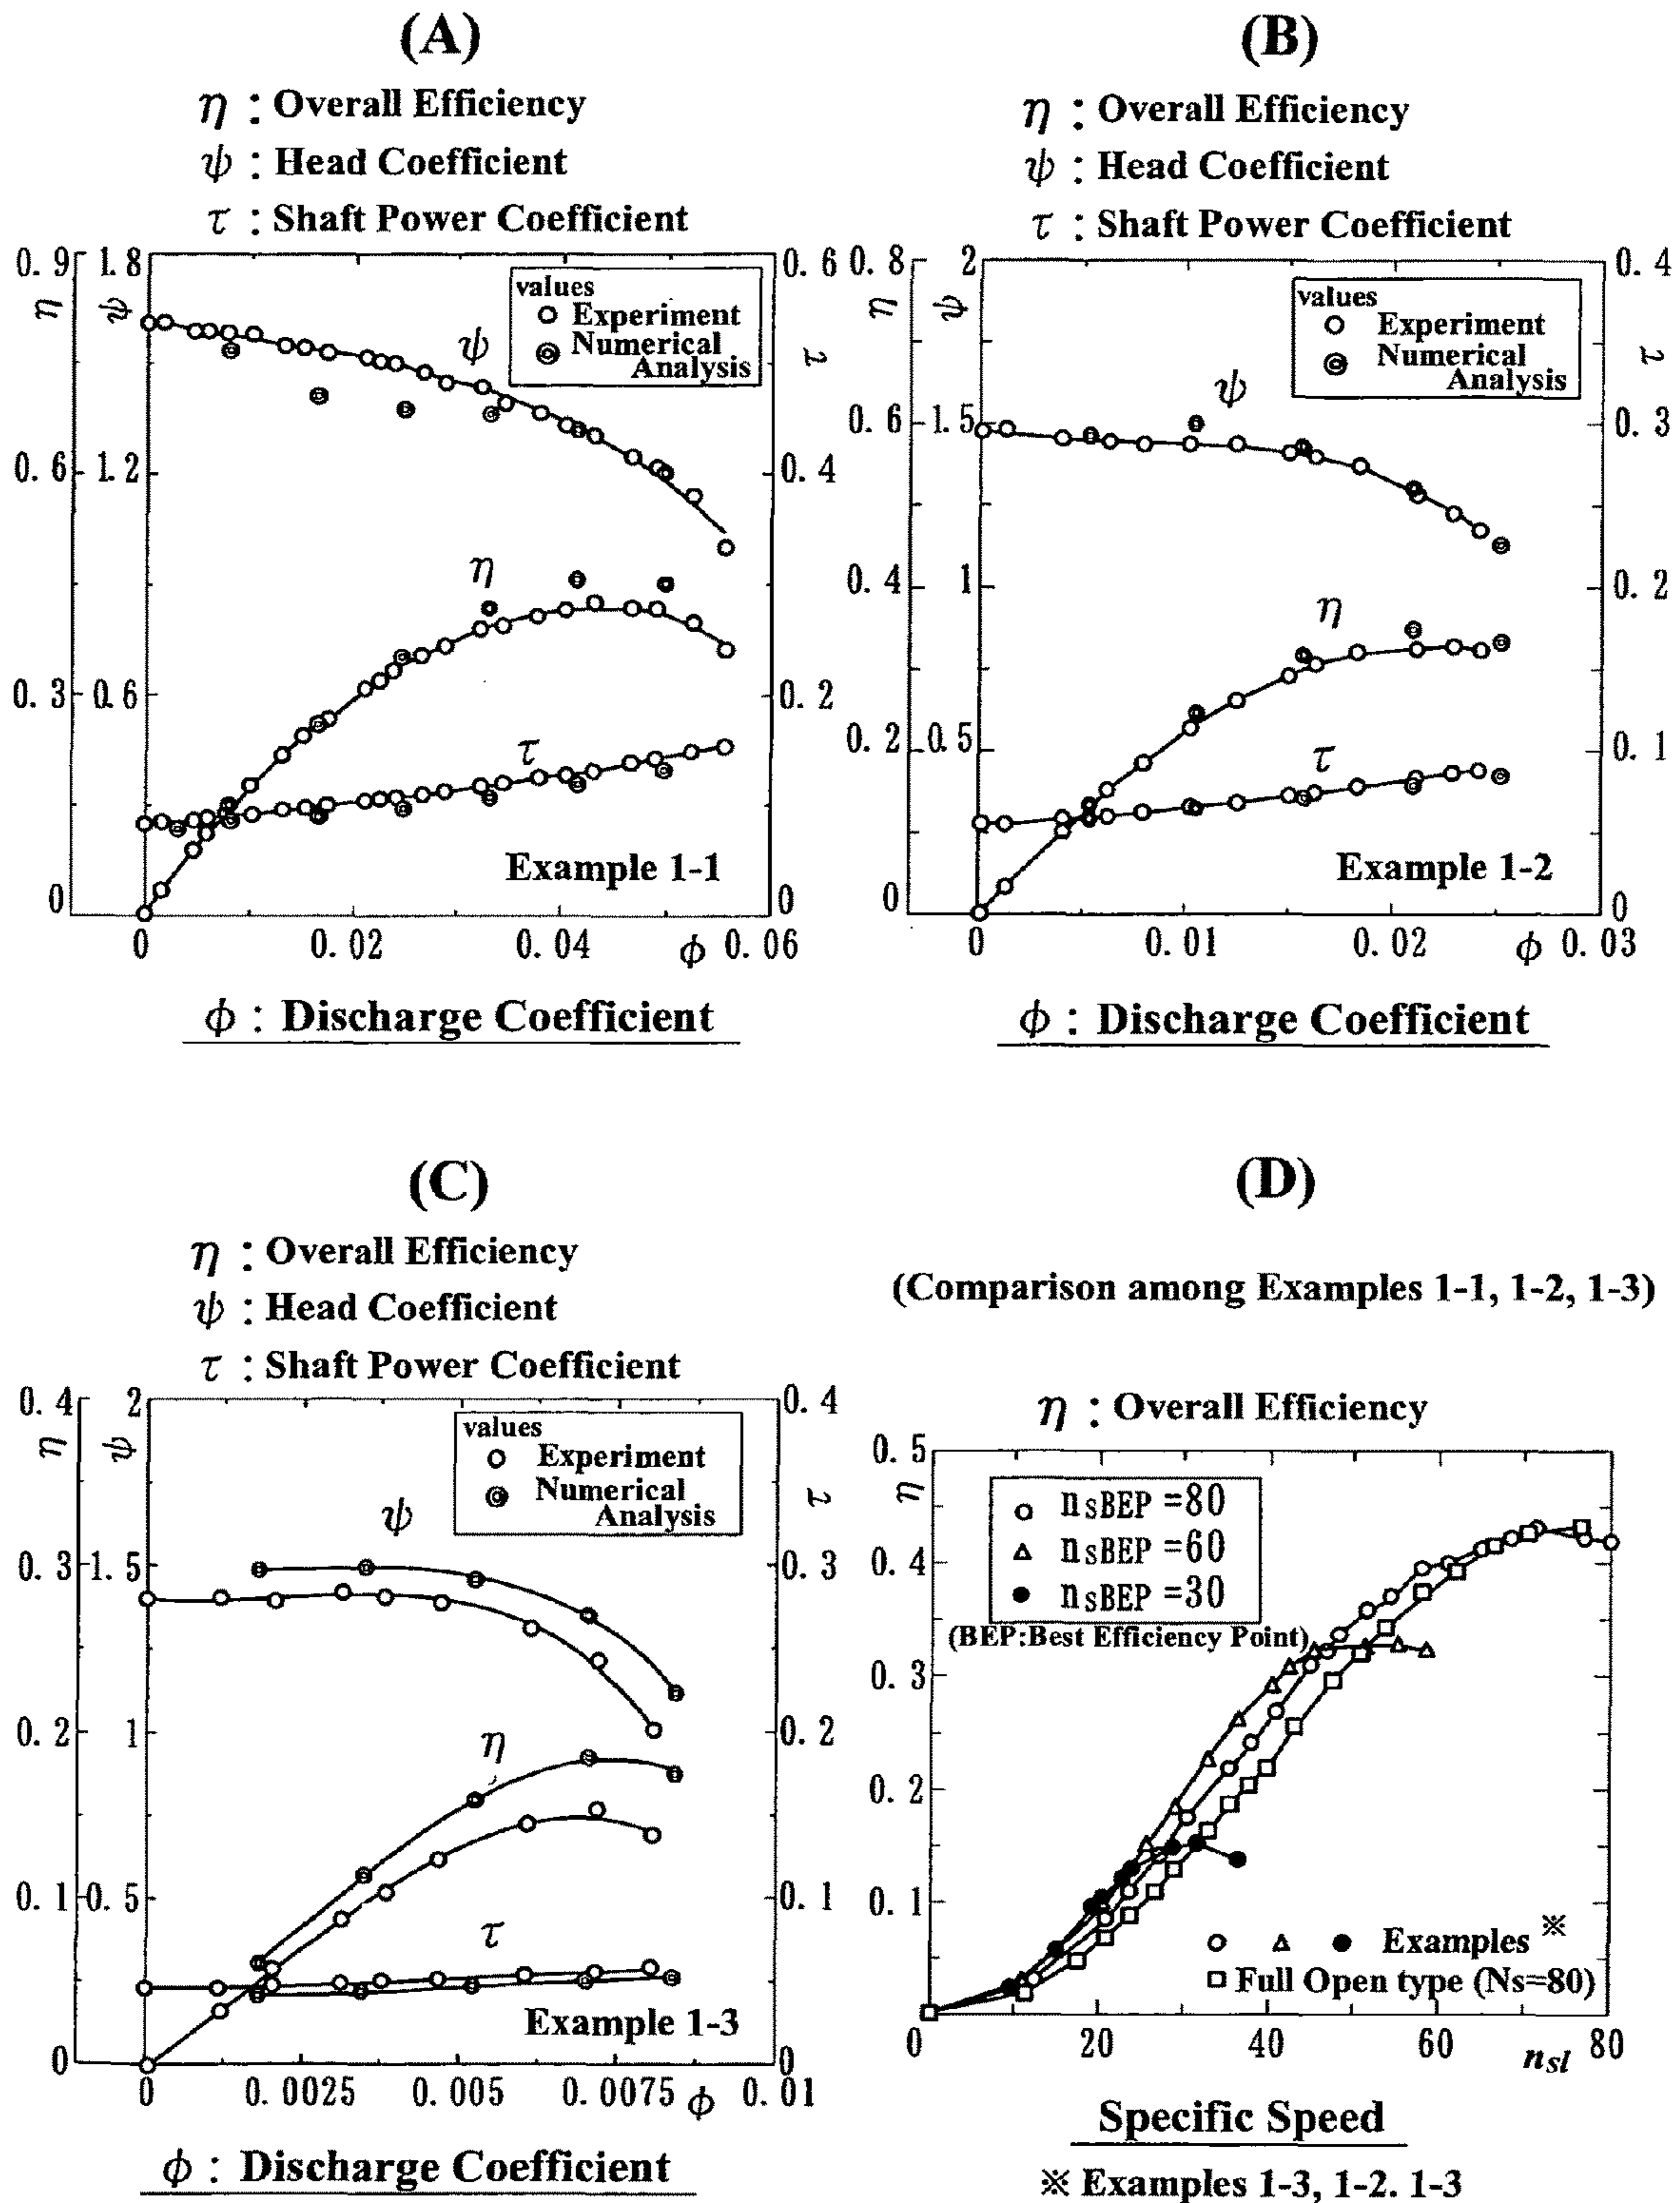 (A)
η : Overall Efficiency
ψ : Head Coefficient
τ : Shaft Power Coefficient
0.9 1.8 0.6
η ψ τ
values
Experiment
Numerical
Analysis
ψ
0.6 1.2 0.4
η
0.3 0.6 0.2
τ
Example 1-1
0 0
0 0.02 0.04 ϕ 0.06
ϕ : Discharge Coefficient
(B)
η : Overall Efficiency
ψ : Head Coefficient
τ : Shaft Power Coefficient
0.8 2 0.4
η ψ τ
values
Experiment
Numerical
Analysis
ψ
0.6 1.5 0.3
0.4 1 0.2
η
0.2 0.5 0.1
τ
Example 1-2
0 0
0 0.01 0.02 ϕ 0.03
ϕ : Discharge Coefficient
(C)
η : Overall Efficiency
ψ : Head Coefficient
τ : Shaft Power Coefficient
0.4 2 0.4
η ψ τ
values
Experiment
Numerical
Analysis
ψ
0.3 1.5 0.3
0.2 1 0.2
η
0.1 0.5 0.1
τ
Example 1-3
0 0
0 0.0025 0.005 0.0075 ϕ 0.01
ϕ : Discharge Coefficient
(D)
(Comparison among Examples 1-1, 1-2, 1-3)
η : Overall Efficiency
0.5
η
○ nsBEP =80
△ nsBEP =60
● nsBEP =30
(BEP:Best Efficiency Point)
0.4
0.3
0.2
0.1
○ △ ● Examples ※
□ Full Open type (Ns=80)
0 20 40 60 nsl 80
Specific Speed
※ Examples 1-3, 1-2. 1-3